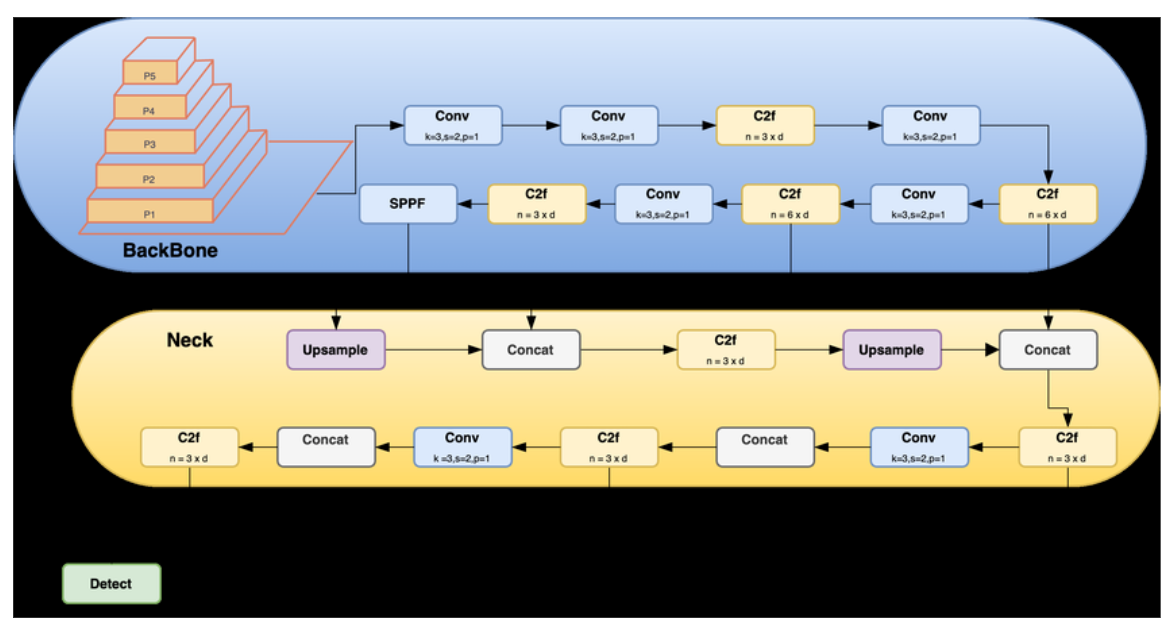 P5
P4
P3
P2
P1
BackBone
Conv
k=3,s=2,p=1
Conv
k=3,s=2,p=1
C2f
n = 3 x d
Conv
k=3,s=2,p=1
SPPF
C2f
n = 3 x d
Conv
k=3,s=2,p=1
C2f
n = 6 x d
Conv
k=3,s=2,p=1
C2f
n = 6 x d
Neck
Upsample
Concat
C2f
n = 3 x d
Upsample
Concat
C2f
n = 3 x d
Concat
Conv
k =3,s=2,p=1
C2f
n = 3 x d
Concat
Conv
k=3,s=2,p=1
C2f
n = 3 x d
Detect